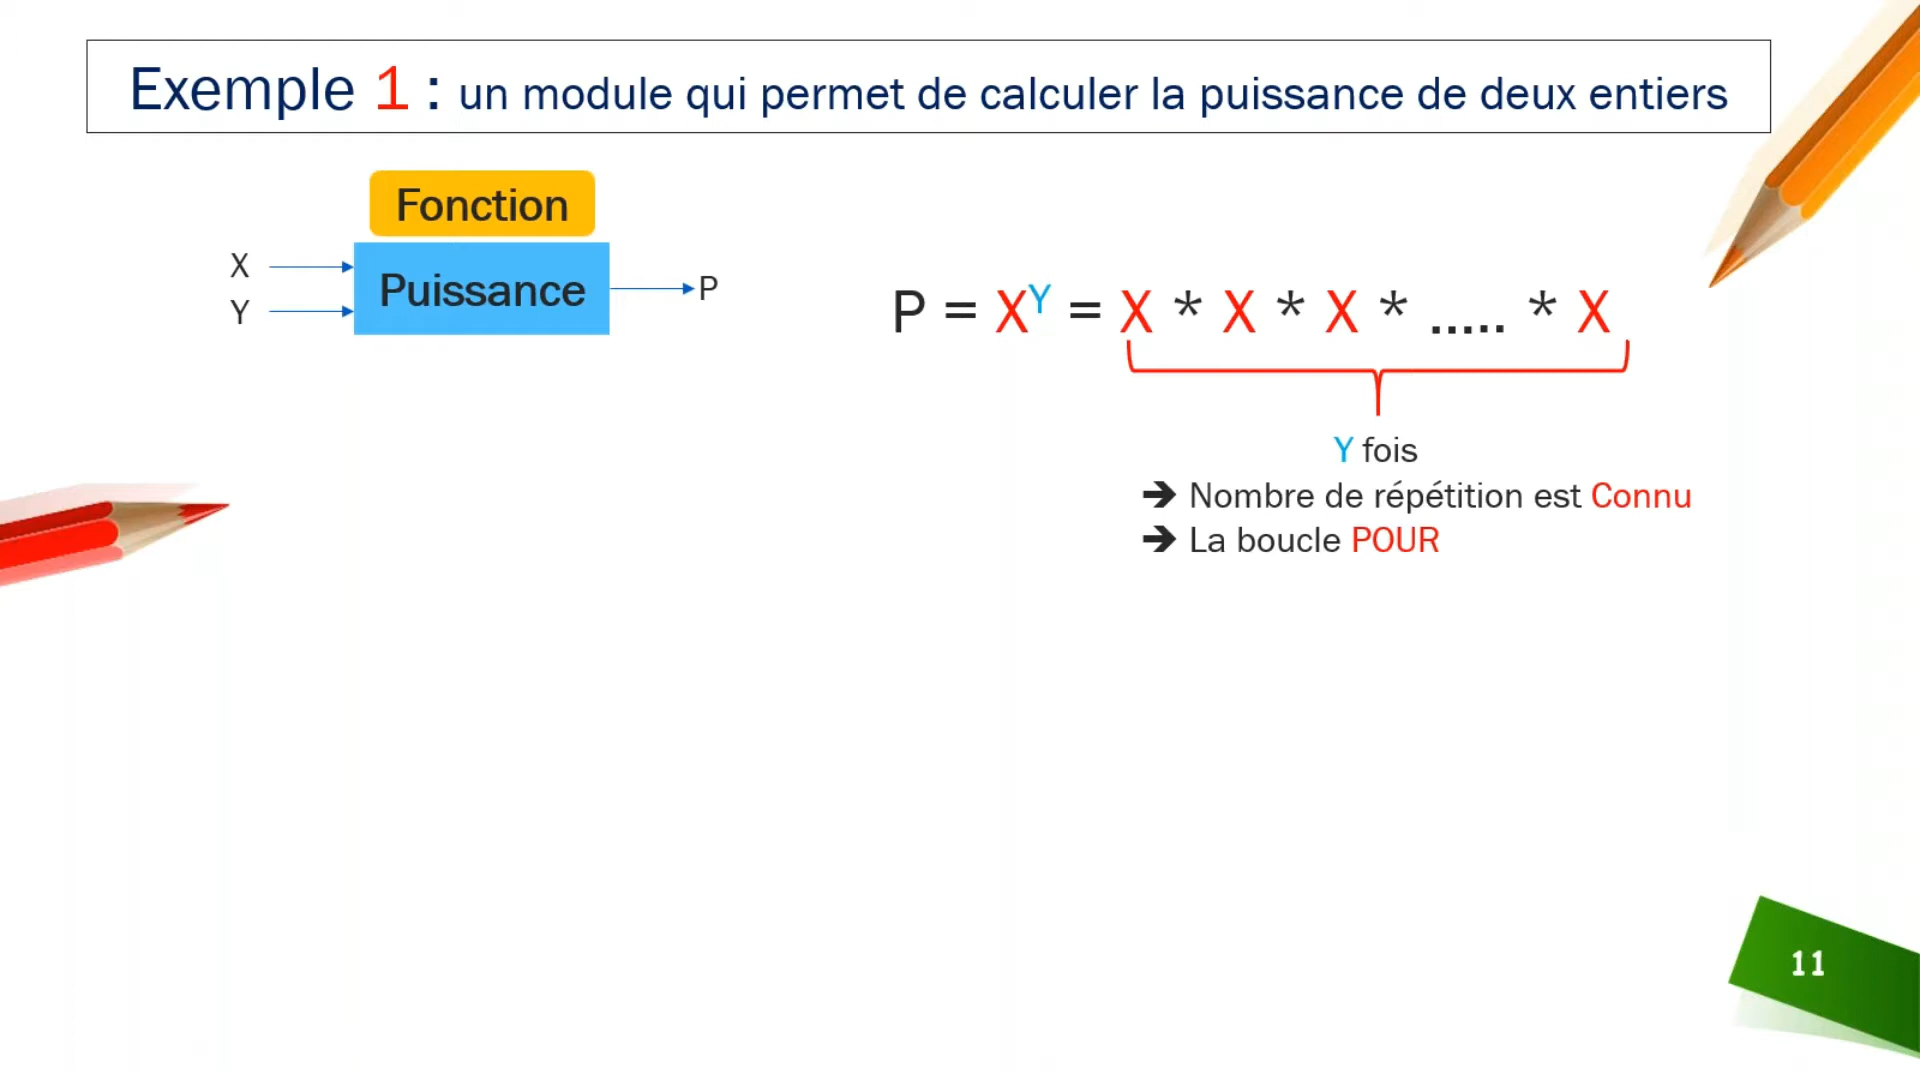 Exemple 1 : un module qui permet de calculer la puissance de deux entiers
Fonction
X
Y
Puissance
P
P = X^Y = X * X * X * ..... * X
Y fois
➔ Nombre de répétition est Connu
➔ La boucle POUR
11